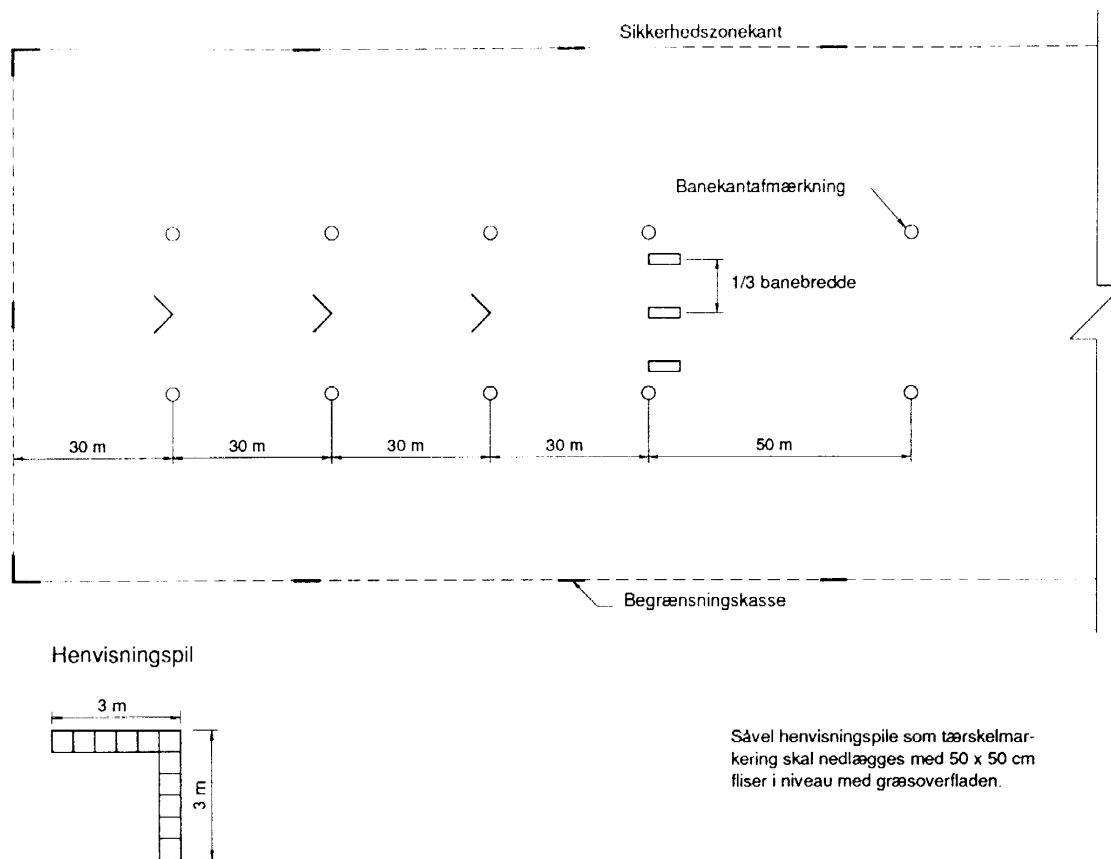 Sikkerhedszonekant
Banekantafmærkning
1/3 banebredde
30 m
30 m
30 m
30 m
50 m
Begrænsningskasse
Henvisningspil
3 m
3 m
Såvel henvisningspile som tærskelmar-
kering skal nedlægges med 50 x 50 cm
fliser i niveau med græsoverfladen.